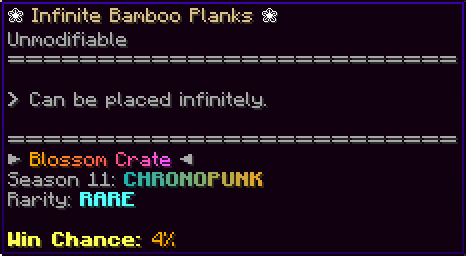 ❀ Infinite Bamboo Planks ❀
Unmodifiable
==============================
> Can be placed infinitely.
==============================
► Blossom Crate ◄
Season 11: CHRONOPUNK
Rarity: RARE
Win Chance: 4%